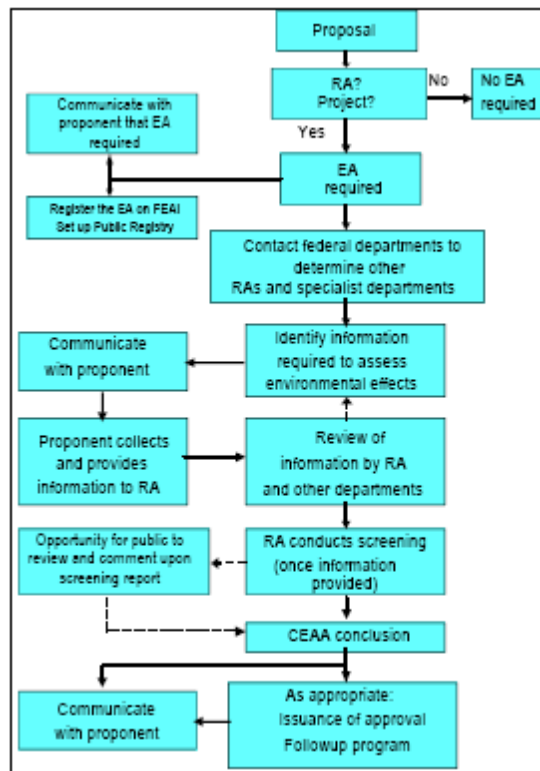 Proposal
RA?
Project?
No
No EA
required
Communicate with
proponent that EA
required
Yes
EA
required
Register the EA on FEAI
Set up Public Registry
Contact federal departments to
determine other
RAs and specialist departments
Identify information
required to assess
environmental effects
Communicate
with proponent
Proponent collects
and provides
information to RA
Review of
information by RA
and other departments
Opportunity for public to
review and comment upon
screening report
RA conducts screening
(once information
provided)
CEAA conclusion
As appropriate:
Issuance of approval
Followup program
Communicate
with proponent